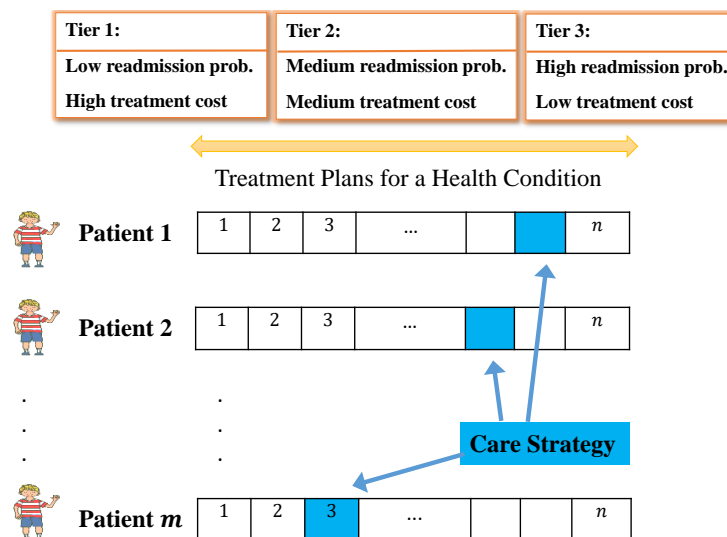 Tier 1:
Low readmission prob.
High treatment cost
Tier 2:
Medium readmission prob.
Medium treatment cost
Tier 3:
High readmission prob.
Low treatment cost
Treatment Plans for a Health Condition
Patient 1 1 2 3 ... n
Patient 2 1 2 3 ... n
. .
. .
. .
Care Strategy
Patient m 1 2 3 ... n